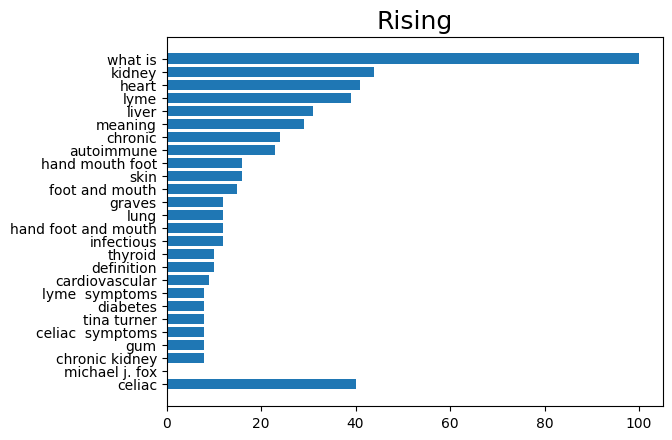 Rising
what is
kidney
heart
lyme
liver
meaning
chronic
autoimmune
hand mouth foot
skin
foot and mouth
graves
lung
hand foot and mouth
infectious
thyroid
definition
cardiovascular
lyme  symptoms
diabetes
tina turner
celiac  symptoms
gum
chronic kidney
michael j. fox
celiac
0 20 40 60 80 100